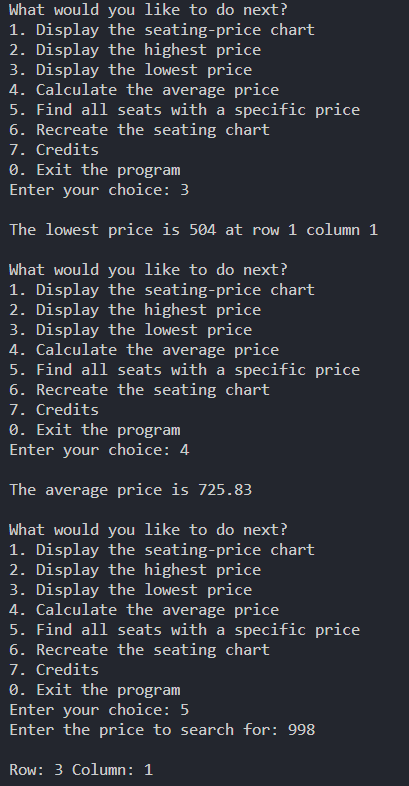 What would you like to do next?
1. Display the seating-price chart
2. Display the highest price
3. Display the lowest price
4. Calculate the average price
5. Find all seats with a specific price
6. Recreate the seating chart
7. Credits
0. Exit the program
Enter your choice: 3
The lowest price is 504 at row 1 column 1
What would you like to do next?
1. Display the seating-price chart
2. Display the highest price
3. Display the lowest price
4. Calculate the average price
5. Find all seats with a specific price
6. Recreate the seating chart
7. Credits
0. Exit the program
Enter your choice: 4
The average price is 725.83
What would you like to do next?
1. Display the seating-price chart
2. Display the highest price
3. Display the lowest price
4. Calculate the average price
5. Find all seats with a specific price
6. Recreate the seating chart
7. Credits
0. Exit the program
Enter your choice: 5
Enter the price to search for: 998
Row: 3 Column: 1